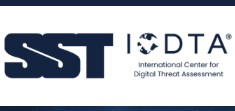 SST
ICDTA®
International Center for
Digital Threat Assessment